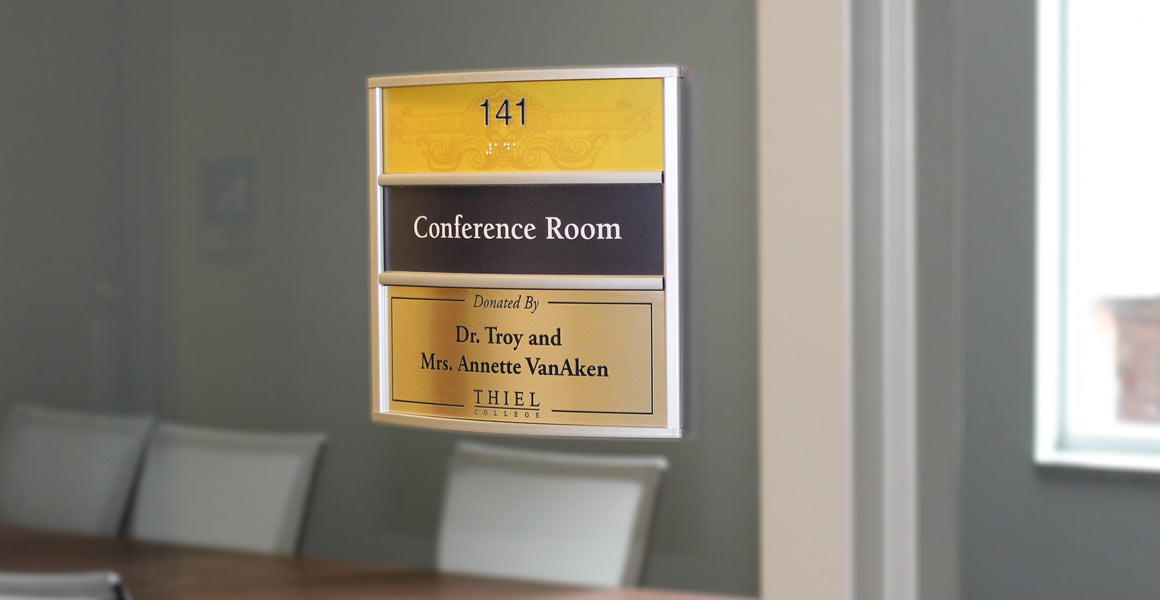 141
Conference Room
Donated By
Dr. Troy and
Mrs. Annette VanAken
THIEL
COLLEGE